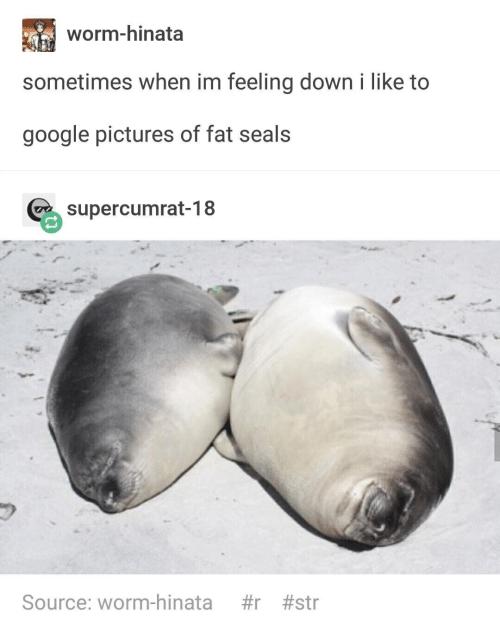 worm-hinata
sometimes when im feeling down i like to
google pictures of fat seals
supercumrat-18
Source: worm-hinata #r #str